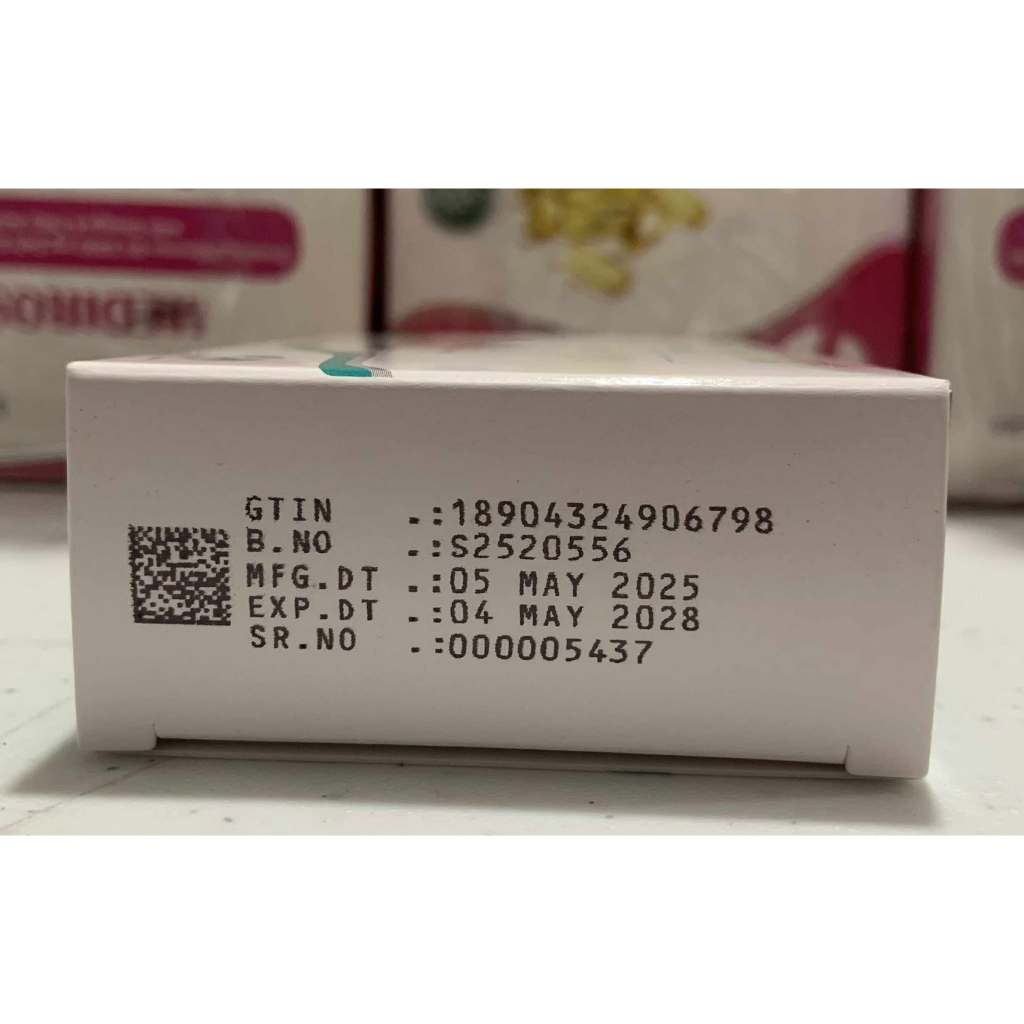 GTIN .:18904324906798
B.NO .:S2520556
MFG.DT .:05 MAY 2025
EXP.DT .:04 MAY 2028
SR.NO .:000005437